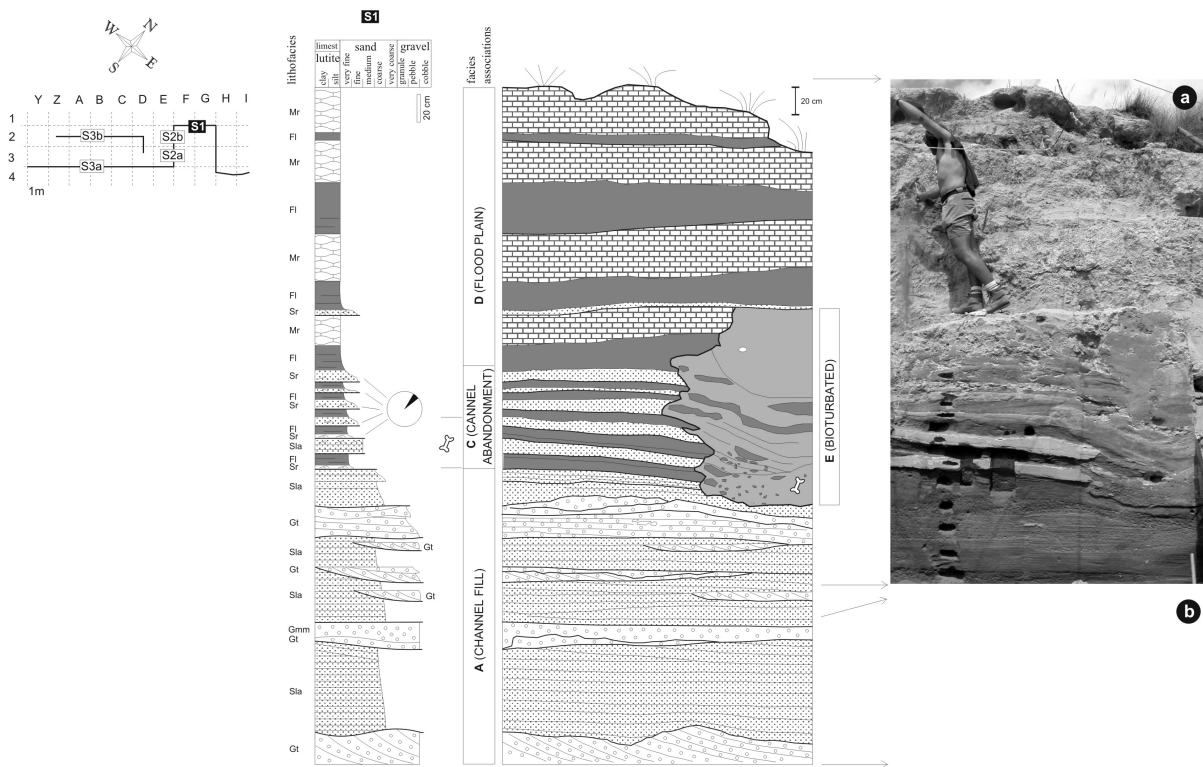 S1
W N
S E
Y Z A B C D E F G H I
1
2
3
4
S3b
S3a
S2b
S2a
S1
1m
lithofacies
limest
lutite
sand
gravel
clay
silt
very fine
fine
medium
coarse
very coarse
granule
pebble
cobble
facies
associations
20 cm
Mr
Fl
Mr
Fl
Mr
Fl
Sr
Mr
Fl
Sr
Fl
Sr
Fl
Sr
Sla
Fl
Sr
Sla
Gt
Sla
Gt
Gt
Sla
Gt
Gmm
Gt
Sla
Gt
D (FLOOD PLAIN)
C (CANNEL
ABANDONMENT)
A (CHANNEL FILL)
20 cm
E (BIOTURBATED)
a
b